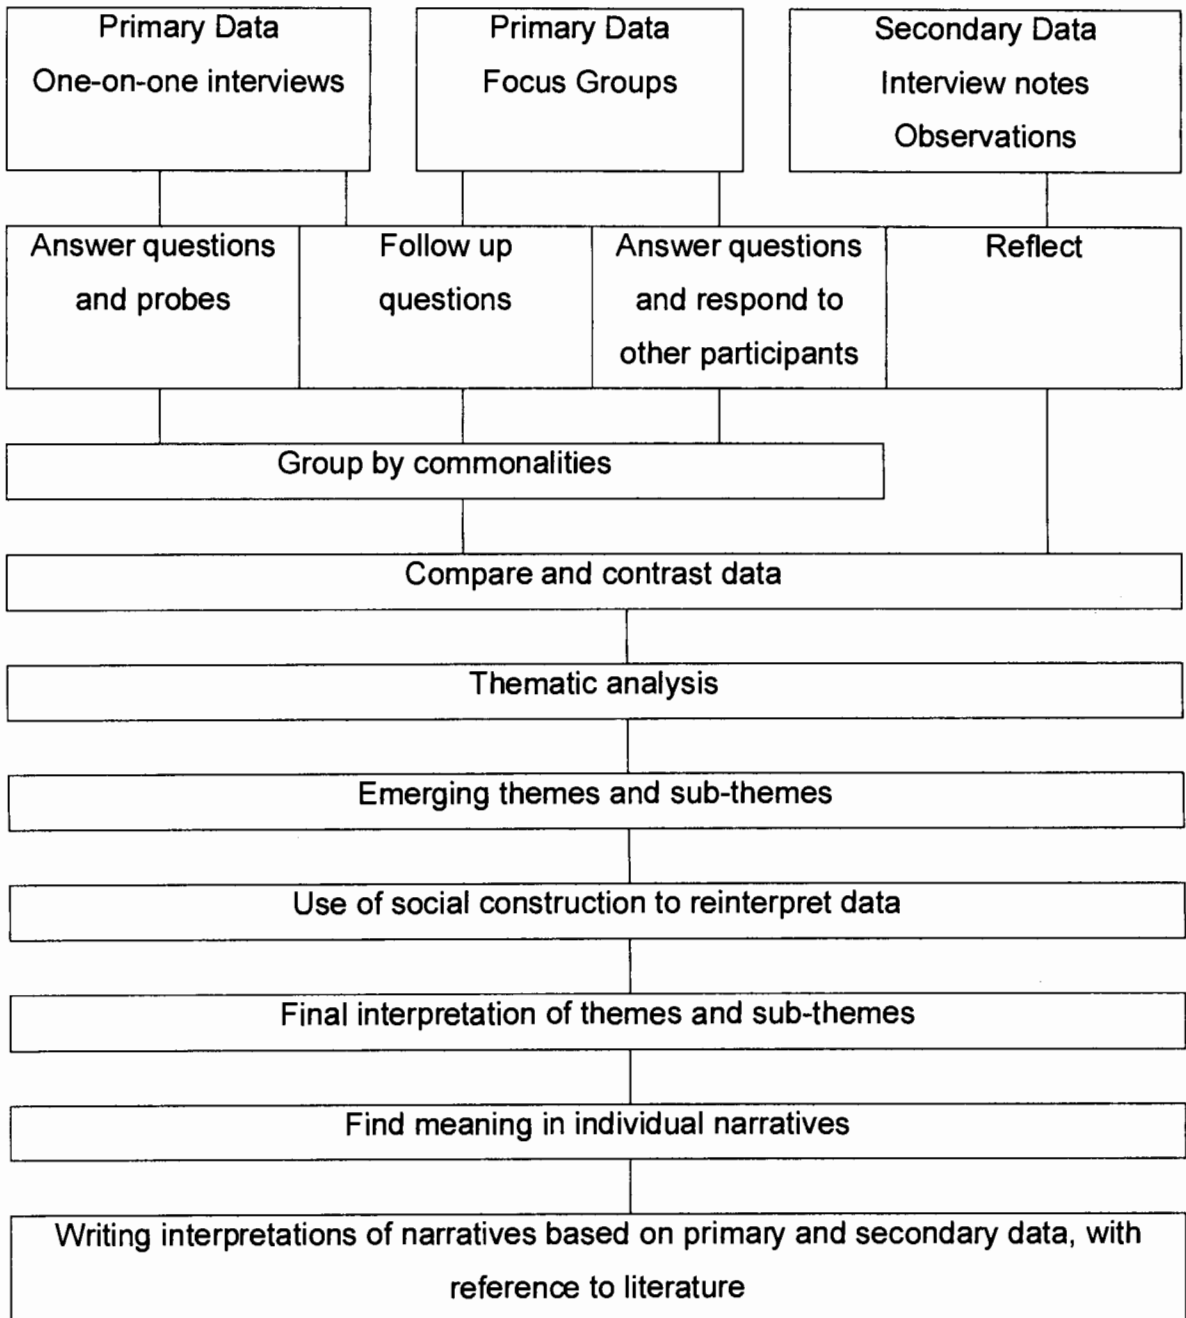 Primary Data
One-on-one interviews
Primary Data
Focus Groups
Secondary Data
Interview notes
Observations
Answer questions
and probes
Follow up
questions
Answer questions
and respond to
other participants
Reflect
Group by commonalities
Compare and contrast data
Thematic analysis
Emerging themes and sub-themes
Use of social construction to reinterpret data
Final interpretation of themes and sub-themes
Find meaning in individual narratives
Writing interpretations of narratives based on primary and secondary data, with
reference to literature